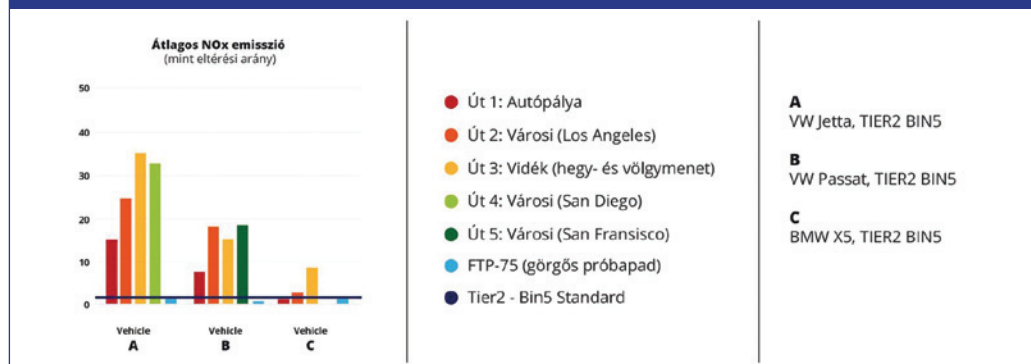 Átlagos NOx emisszió
(mint eltérési arány)
50
40
30
20
10
0
Vehicle
A
Vehicle
B
Vehicle
C
Út 1: Autópálya
Út 2: Városi (Los Angeles)
Út 3: Vidék (hegy- és völgymenet)
Út 4: Városi (San Diego)
Út 5: Városi (San Fransisco)
FTP-75 (görgős próbapad)
Tier2 - Bin5 Standard
A
VW Jetta, TIER2 BIN5
B
VW Passat, TIER2 BIN5
C
BMW X5, TIER2 BIN5